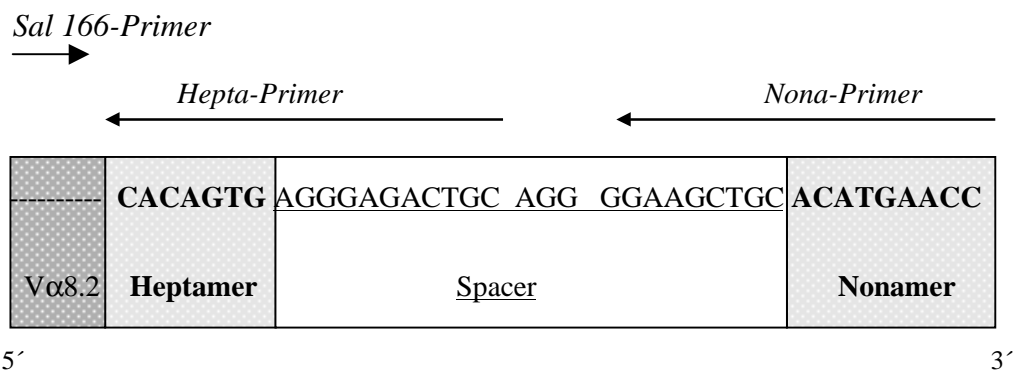 Sal 166-Primer
Hepta-Primer Nona-Primer
-------- CACAGTG AGGGAGACTGC AGG GGAAGCTGC ACATGAACC
Vα8.2 Heptamer Spacer Nonamer
5´ 3´